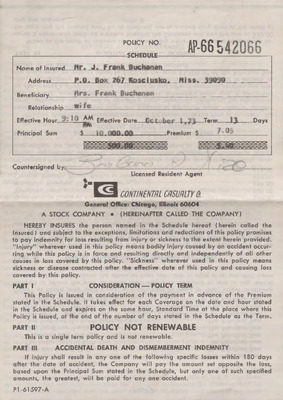 POLICY NO. AP-66542066
SCHEDULE
Name of Insured Mr. J. Frank Buchanan
Address P.O. Box 767 Kosciusko, Miss. 39090
Beneficiary Mrs. Frank Buchanan
Relationship wife
Effective Hour 9:10 AM PM Effective Date October 1,73 Term 13 Days
Principal Sum $ 10,000.00 Premium $ 7.05
Countersigned by
Licensed Resident Agent
CONTINENTAL CASUALTY Co.
General Office: Chicago, Illinois 60604
A STOCK COMPANY • (HEREINAFTER CALLED THE COMPANY)
HEREBY INSURES the person named in the Schedule hereof (herein called the
Insured) and subject to the exceptions, limitations and reductions of this policy promises
to pay indemnity for loss resulting from injury or sickness to the extent herein provided.
"Injury" wherever used in this policy means bodily injury caused by an accident occur-
ring while this policy is in force and resulting directly and independently of all other
causes in loss covered by this policy. "Sickness" wherever used in this policy means
sickness or disease contracted after the effective date of this policy and causing loss
covered by this policy.
PART I CONSIDERATION — POLICY TERM
This Policy is issued in consideration of the payment in advance of the Premium
stated in the Schedule. It takes effect for each Coverage on the date and hour stated
in the Schedule and expires on the same hour, Standard Time at the place where this
Policy is issued, at the end of the number of days stated in the Schedule as the Term.
PART II POLICY NOT RENEWABLE
This is a single term policy and is not renewable.
PART III ACCIDENTAL DEATH AND DISMEMBERMENT INDEMNITY
If injury shall result in any one of the following specific losses within 180 days
after the date of accident, the Company will pay the amount set opposite the loss,
based upon the Principal Sum stated in the Schedule, but only one of such specified
amounts, the greatest, will be paid for any one accident.
P1-61597-A